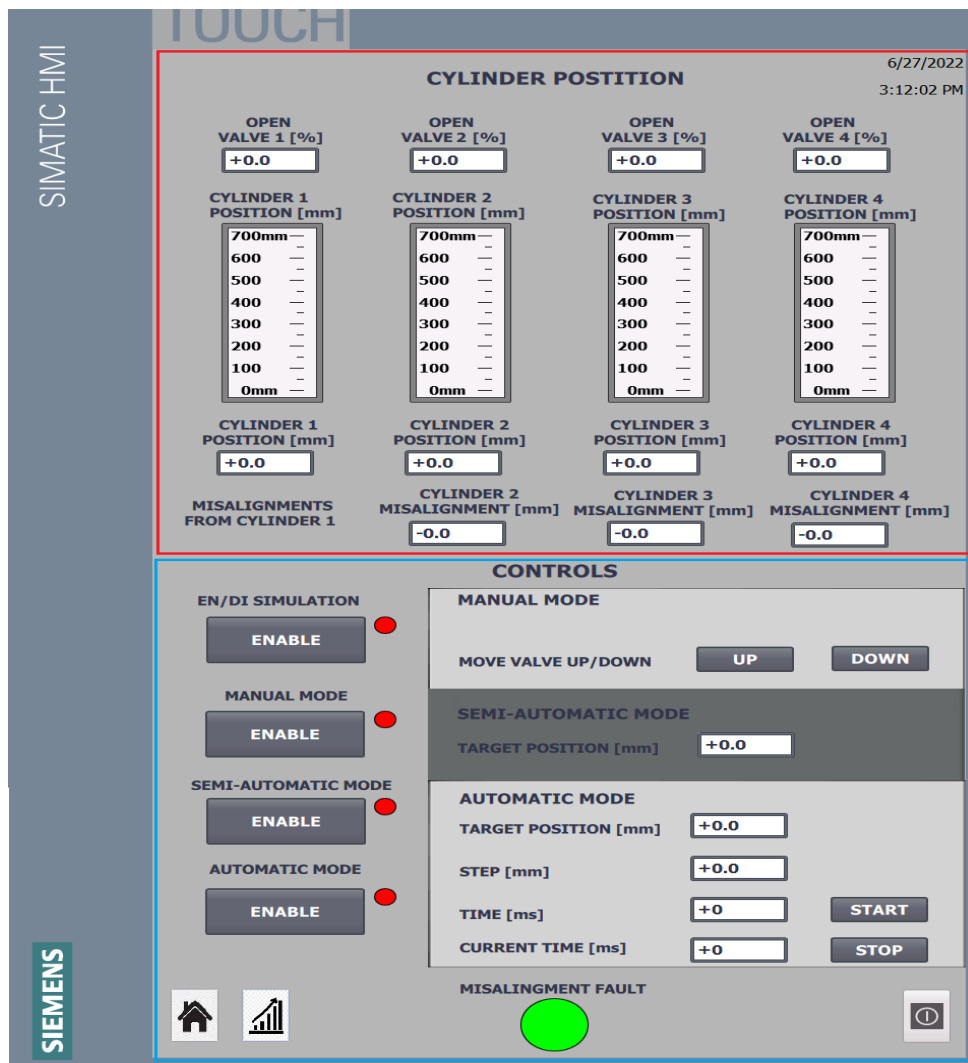 TOUCH
SIMATIC HMI
6/27/2022
CYLINDER POSTITION
3:12:02 PM
OPEN VALVE 1 [%]
OPEN VALVE 2 [%]
OPEN VALVE 3 [%]
OPEN VALVE 4 [%]
+0.0
+0.0
+0.0
+0.0
CYLINDER 1 POSITION [mm]
CYLINDER 2 POSITION [mm]
CYLINDER 3 POSITION [mm]
CYLINDER 4 POSITION [mm]
700mm
600
500
400
300
200
100
0mm
700mm
600
500
400
300
200
100
0mm
700mm
600
500
400
300
200
100
0mm
700mm
600
500
400
300
200
100
0mm
CYLINDER 1 POSITION [mm]
CYLINDER 2 POSITION [mm]
CYLINDER 3 POSITION [mm]
CYLINDER 4 POSITION [mm]
+0.0
+0.0
+0.0
+0.0
MISALIGNMENTS
FROM CYLINDER 1
CYLINDER 2
MISALIGNMENT [mm]
-0.0
CYLINDER 3
MISALIGNMENT [mm]
-0.0
CYLINDER 4
MISALIGNMENT [mm]
-0.0
CONTROLS
EN/DI SIMULATION
ENABLE
MANUAL MODE
ENABLE
SEMI-AUTOMATIC MODE
ENABLE
AUTOMATIC MODE
ENABLE
MANUAL MODE
MOVE VALVE UP/DOWN
UP
DOWN
SEMI-AUTOMATIC MODE
TARGET POSITION [mm]
+0.0
AUTOMATIC MODE
TARGET POSITION [mm]
+0.0
STEP [mm]
+0.0
TIME [ms]
+0
START
CURRENT TIME [ms]
+0
STOP
MISALINGMENT FAULT
SIEMENS